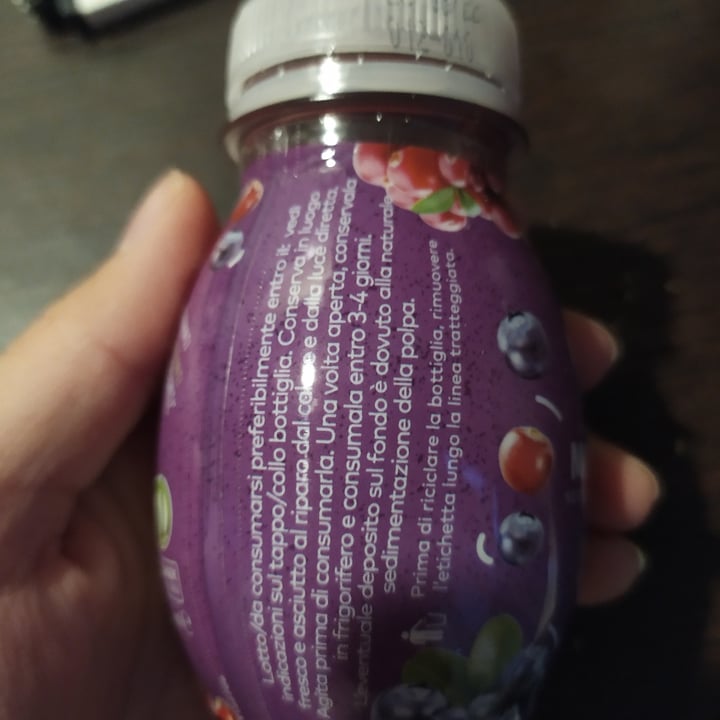 Lotto/da consumarsi preferibilmente entro il: vedi
indicazioni sul tappo/collo bottiglia. Conserva in luogo
fresco e asciutto al riparo dal calore e dalla luce diretta.
Agita prima di consumarla. Una volta aperta, conservala
in frigorifero e consumala entro 3-4 giorni.
L'eventuale deposito sul fondo è dovuto alla naturale
sedimentazione della polpa.
Prima di riciclare la bottiglia, rimuovere
l'etichetta lungo la linea tratteggiata.